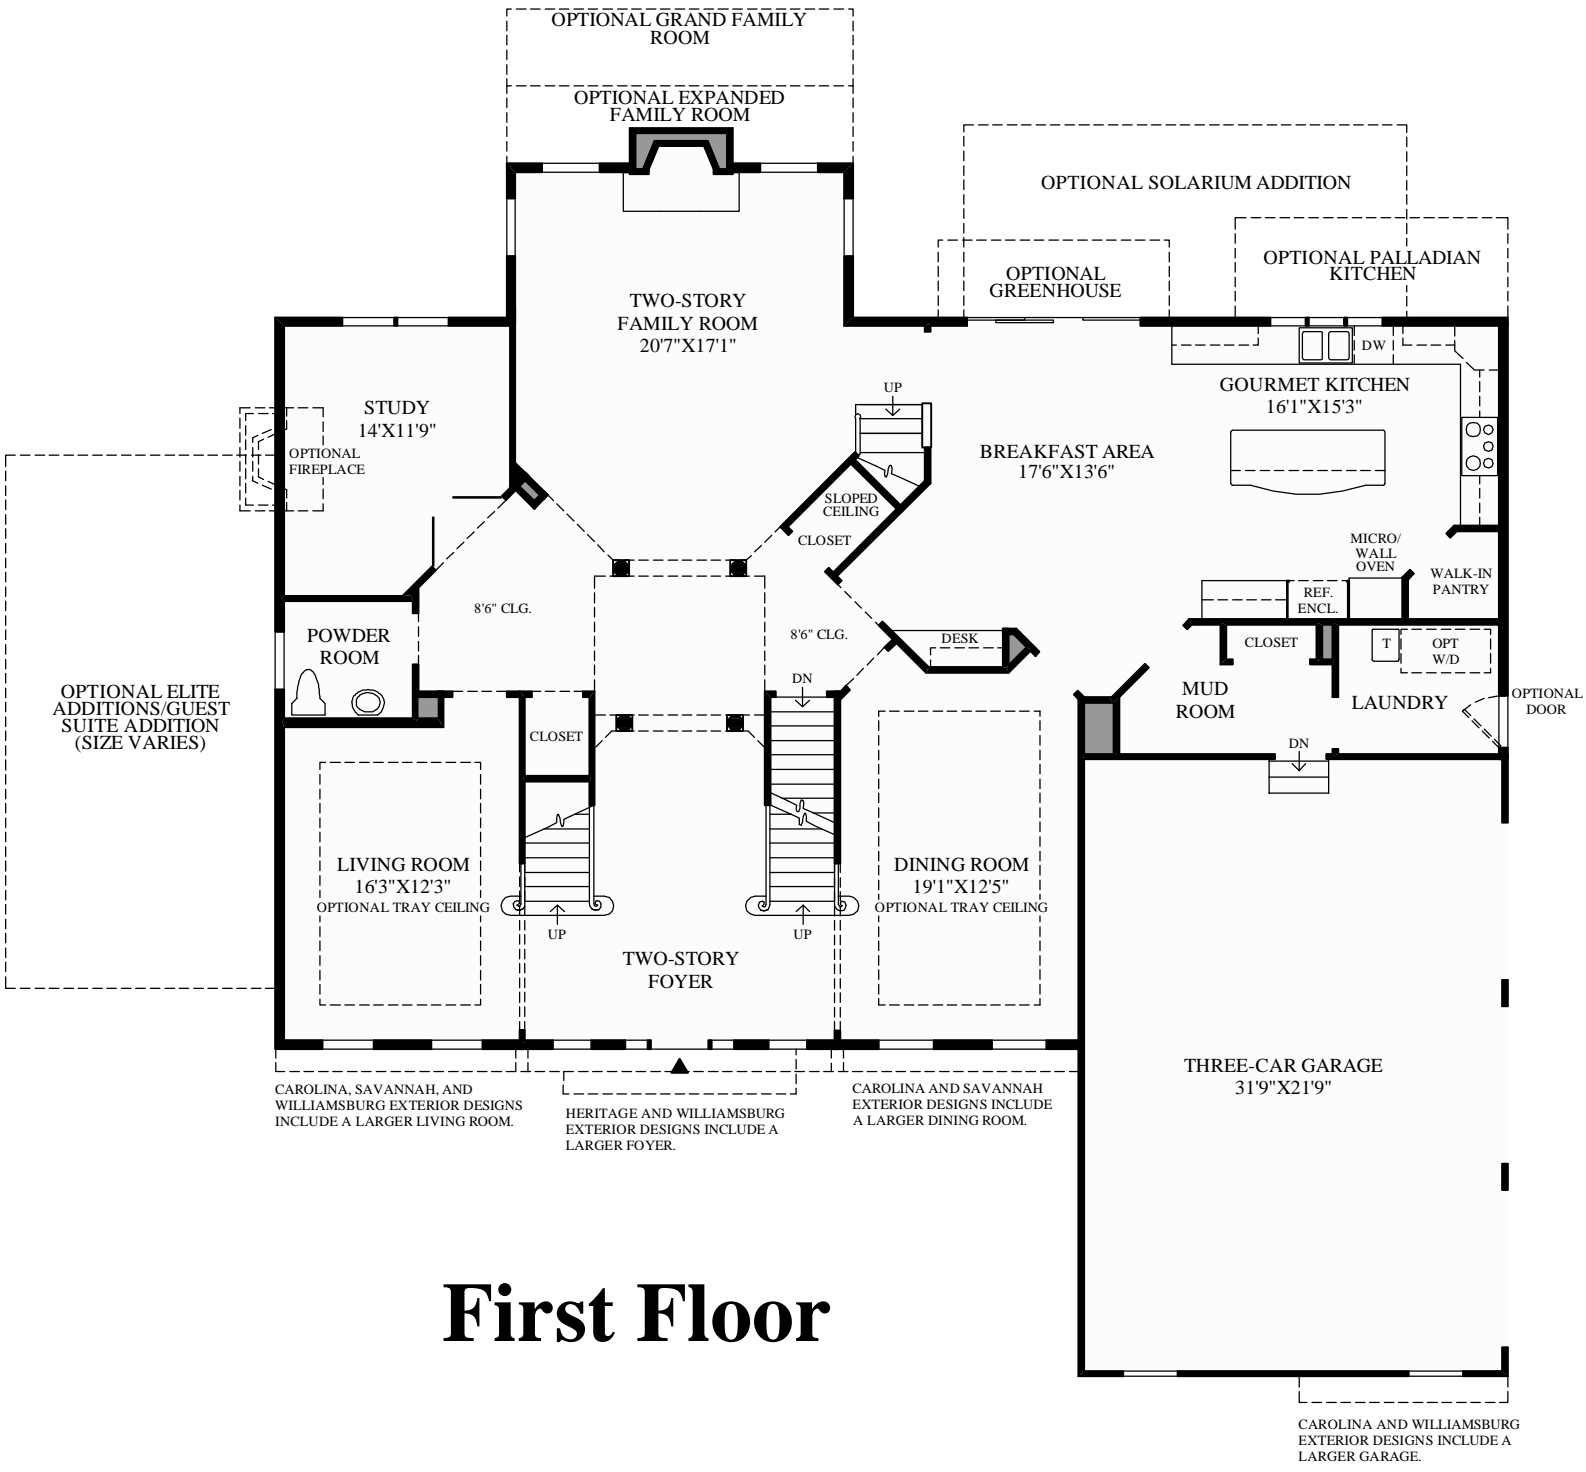 OPTIONAL GRAND FAMILY
ROOM
OPTIONAL EXPANDED
FAMILY ROOM
OPTIONAL SOLARIUM ADDITION
OPTIONAL PALLADIAN
KITCHEN
OPTIONAL
GREENHOUSE
TWO-STORY
FAMILY ROOM
20'7"X17'1"
DW
GOURMET KITCHEN
16'1"X15'3"
UP
STUDY
14'X11'9"
OPTIONAL
FIREPLACE
BREAKFAST AREA
17'6"X13'6"
SLOPED
CEILING
CLOSET
MICRO/
WALL
OVEN
WALK-IN
PANTRY
REF.
ENCL.
8'6" CLG.
8'6" CLG.
POWDER
ROOM
DESK
CLOSET
T
OPT
W/D
DN
MUD
ROOM
LAUNDRY
OPTIONAL
DOOR
OPTIONAL ELITE
ADDITIONS/GUEST
SUITE ADDITION
(SIZE VARIES)
CLOSET
DN
LIVING ROOM
16'3"X12'3"
OPTIONAL TRAY CEILING
DINING ROOM
19'1"X12'5"
OPTIONAL TRAY CEILING
UP
UP
TWO-STORY
FOYER
THREE-CAR GARAGE
31'9"X21'9"
CAROLINA, SAVANNAH, AND
WILLIAMSBURG EXTERIOR DESIGNS
INCLUDE A LARGER LIVING ROOM.
HERITAGE AND WILLIAMSBURG
EXTERIOR DESIGNS INCLUDE A
LARGER FOYER.
CAROLINA AND SAVANNAH
EXTERIOR DESIGNS INCLUDE
A LARGER DINING ROOM.
First Floor
CAROLINA AND WILLIAMSBURG
EXTERIOR DESIGNS INCLUDE A
LARGER GARAGE.